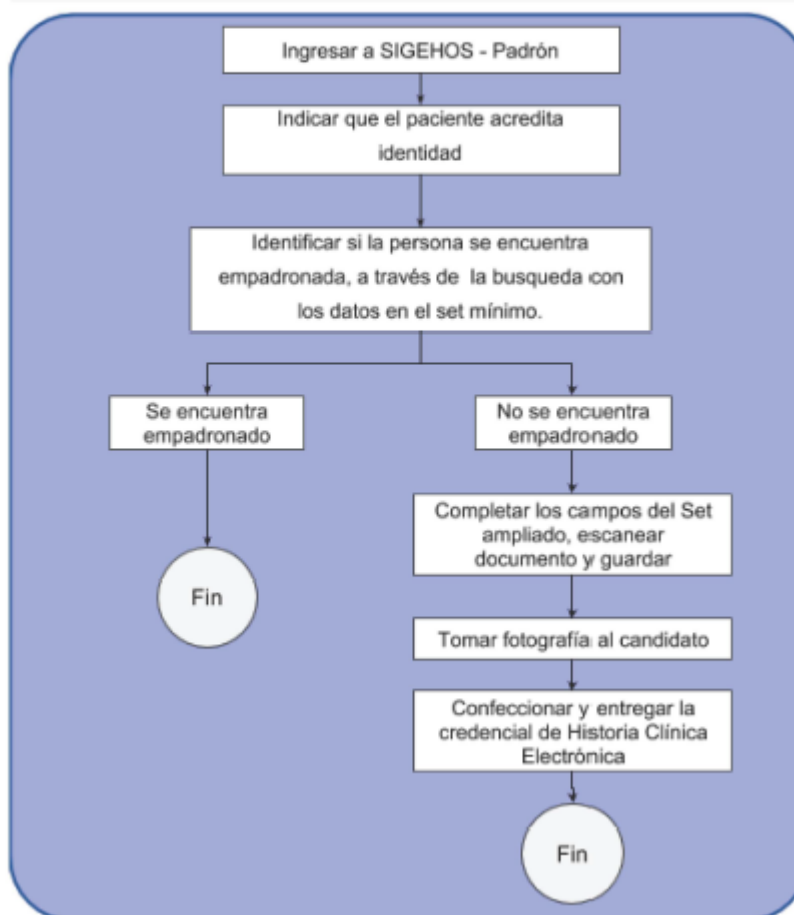 Ingresar a SIGEHOS - Padrón
Indicar que el paciente acredita
identidad
Identificar si la persona se encuentra
empadronada, a través de la busqueda con
los datos en el set mínimo.
Se encuentra
empadronado
No se encuentra
empadronado
Completar los campos del Set
ampliado, escanear
documento y guardar
Fin
Tomar fotografía al candidato
Confeccionar y entregar la
credencial de Historia Clínica
Electrónica
Fin